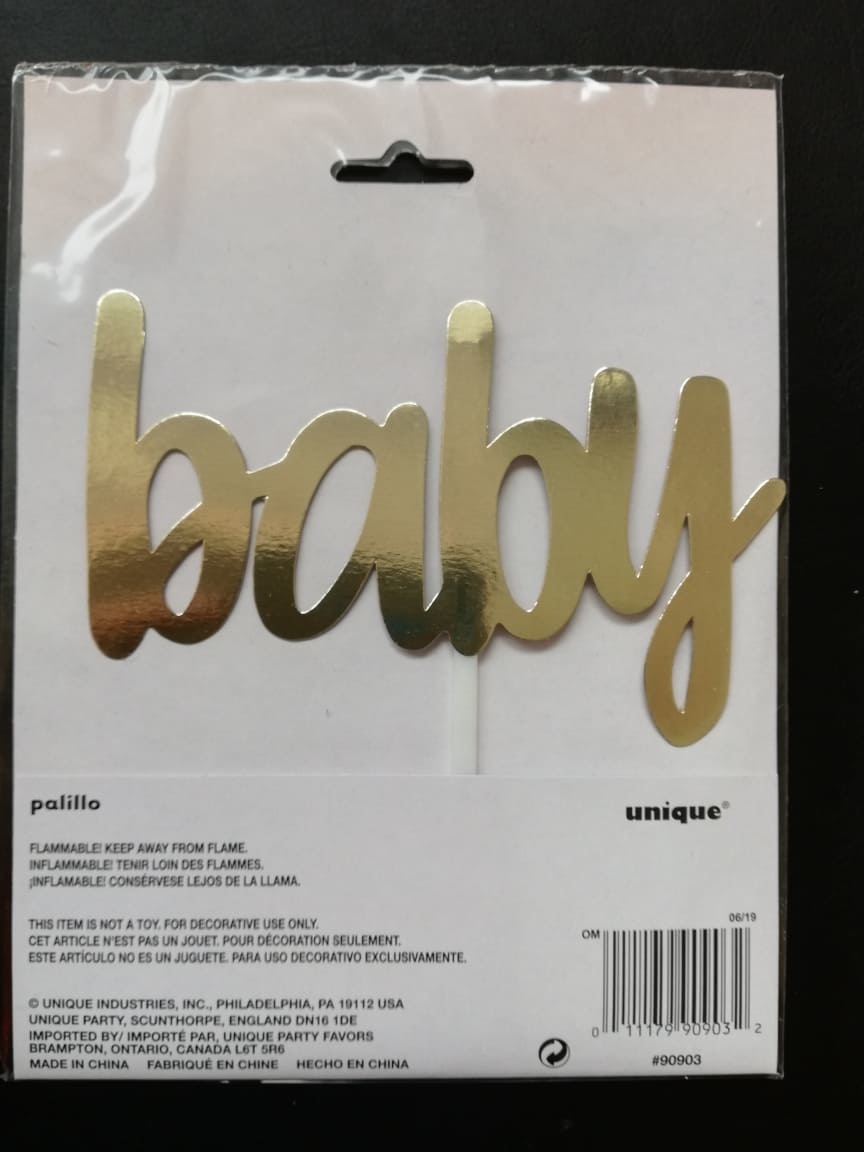 baby
palillo
unique®
FLAMMABLE! KEEP AWAY FROM FLAME.
INFLAMMABLE! TENIR LOIN DES FLAMMES.
¡INFLAMABLE! CONSÉRVESE LEJOS DE LA LLAMA.
THIS ITEM IS NOT A TOY. FOR DECORATIVE USE ONLY.
CET ARTICLE N'EST PAS UN JOUET. POUR DÉCORATION SEULEMENT.
ESTE ARTÍCULO NO ES UN JUGUETE. PARA USO DECORATIVO EXCLUSIVAMENTE.
© UNIQUE INDUSTRIES, INC., PHILADELPHIA, PA 19112 USA
UNIQUE PARTY, SCUNTHORPE, ENGLAND DN16 1DE
IMPORTED BY/ IMPORTÉ PAR, UNIQUE PARTY FAVORS
BRAMPTON, ONTARIO, CANADA L6T 5R6
MADE IN CHINA FABRIQUÉ EN CHINE HECHO EN CHINA
06/19
OM
0 11179 90903 2
#90903